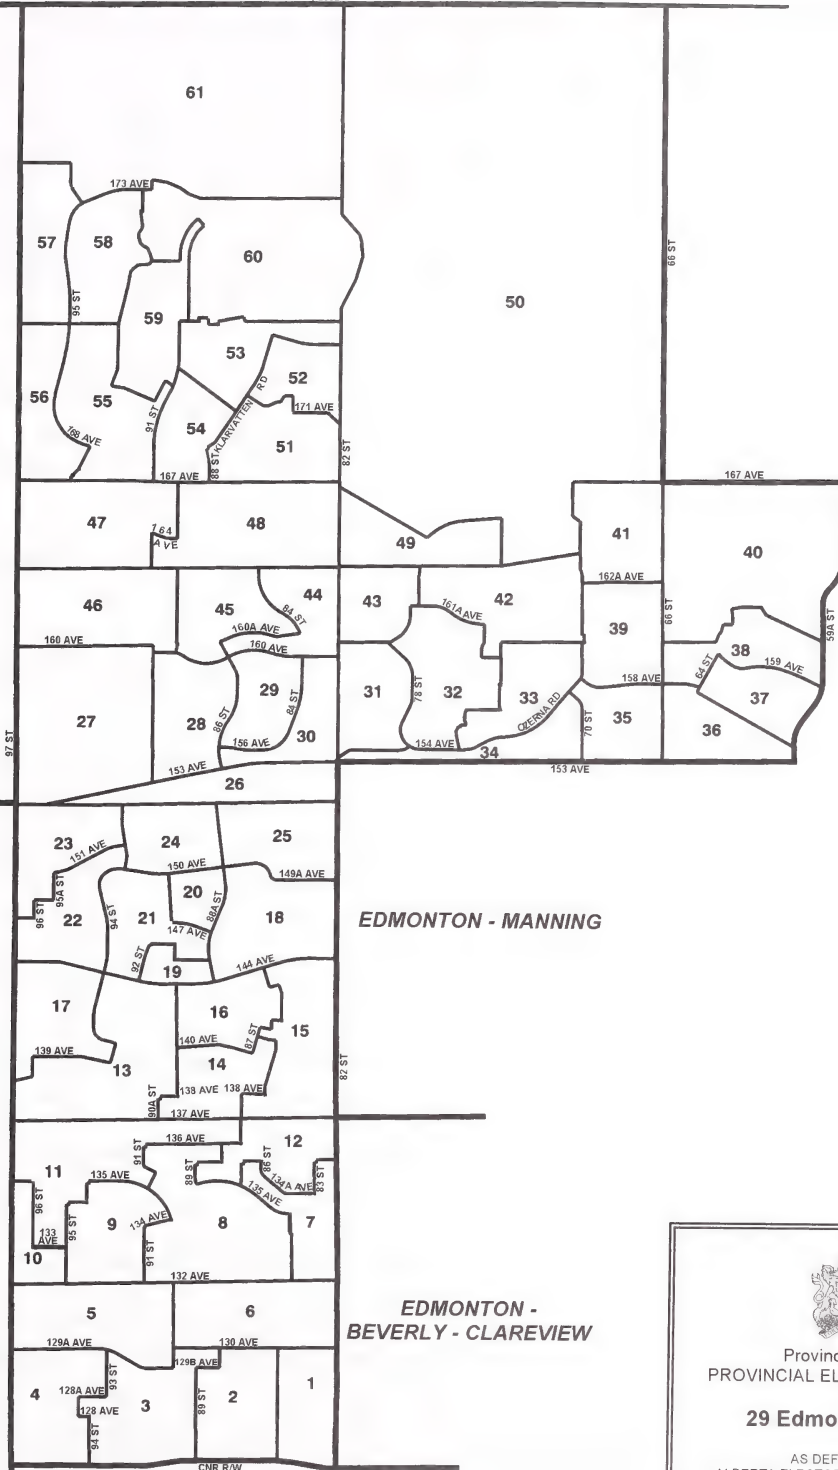 61
173 AVE
57
58
60
66 ST
95 ST
59
50
53
52
56
55
91 ST
54
KLARVATTEN RD
171 AVE
168 AVE
88 ST
51
82 ST
167 AVE
167 AVE
47
164 AVE
48
49
41
40
162A AVE
46
45
84 ST
44
43
161A AVE
42
39
66 ST
59A ST
160A AVE
160 AVE
160 AVE
38
64 ST
159 AVE
29
31
78 ST
32
33
158 AVE
37
27
28
86 ST
84 ST
OZERNA RD
70 ST
35
36
97 ST
156 AVE
30
154 AVE
34
153 AVE
26
153 AVE
23
151 AVE
24
25
150 AVE
149A AVE
95A ST
96 ST
22
94 ST
21
20
88A ST
18
147 AVE
EDMONTON - MANNING
92 ST
19
144 AVE
17
16
15
87 ST
139 AVE
140 AVE
13
14
82 ST
90A ST
138 AVE
138 AVE
137 AVE
136 AVE
12
91 ST
11
89 ST
86 ST
134A AVE
83 ST
135 AVE
135 AVE
96 ST
95 ST
9
134 AVE
8
7
133 AVE
10
91 ST
132 AVE
5
6
EDMONTON -
BEVERLY - CLAREVIEW
129A AVE
130 AVE
129B AVE
93 ST
4
128A AVE
128 AVE
3
89 ST
2
1
94 ST
CNR R/W
Provinc
PROVINCIAL EL
29 Edmo
AS DEF